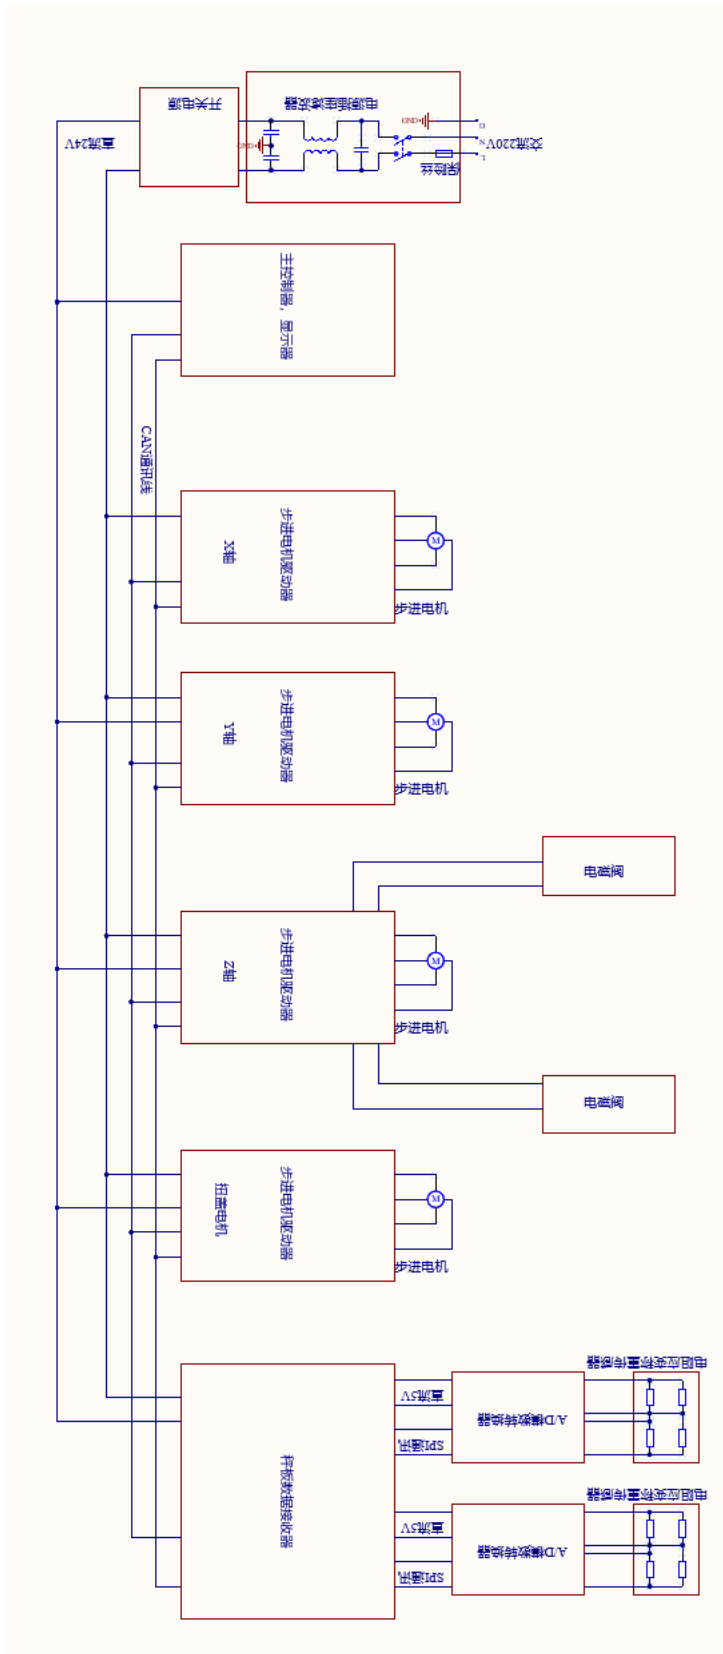 电源插座滤波器
开关电源
GND
G
N
L
交流220V
直流24V
GND
保险丝
主控制器，显示器
CAN通讯线
步进电机驱动器
X轴
M
步进电机
步进电机驱动器
Y轴
M
步进电机
电磁阀
步进电机驱动器
Z轴
M
步进电机
电磁阀
步进电机驱动器
扭盖电机
M
步进电机
电阻应变称重传感器
直流5V
A/D模数转换器
SPI通讯
秤板数据接收器
电阻应变称重传感器
直流5V
A/D模数转换器
SPI通讯